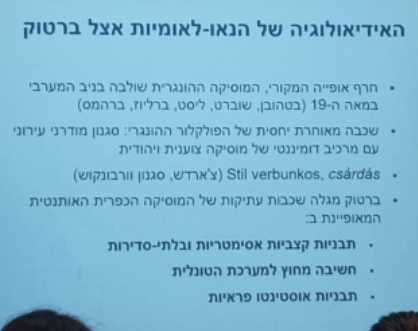 האידיאולוגיה של הנאו-לאומיות אצל ברטוק
• חרף אופייה המקורי, המוסיקה ההונגרית שולבה בניב המערבי
במאה ה-19 (בטהובן, שוברט, ליסט, ברליוז, ברהמס)
• שכבה מאוחרת יחסית של הפולקלור ההונגרי: סגנון מודרני עירוני
עם מרכיב דומיננטי של מוסיקה צוענית ויהודית
• Stil verbunkos, csárdás (צ'ארדש, סגנון וורבונקוש)
• ברטוק מגלה שכבות עתיקות של המוסיקה הכפרית האותנטית
המאופיינת ב:
• תבניות קצביות אסימטריות ובלתי-סדירות
• חשיבה מחוץ למערכת הטונלית
• תבניות אוסטינטו פראיות